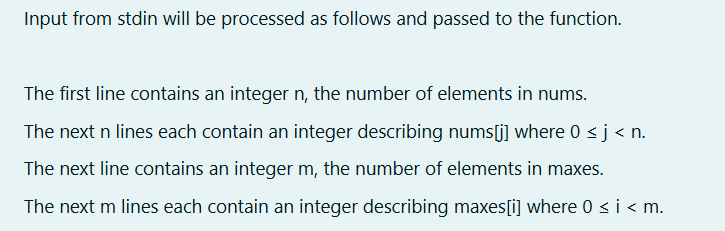 Input from stdin will be processed as follows and passed to the function.
The first line contains an integer n, the number of elements in nums.
The next n lines each contain an integer describing nums[j] where 0 ≤ j < n.
The next line contains an integer m, the number of elements in maxes.
The next m lines each contain an integer describing maxes[i] where 0 ≤ i < m.